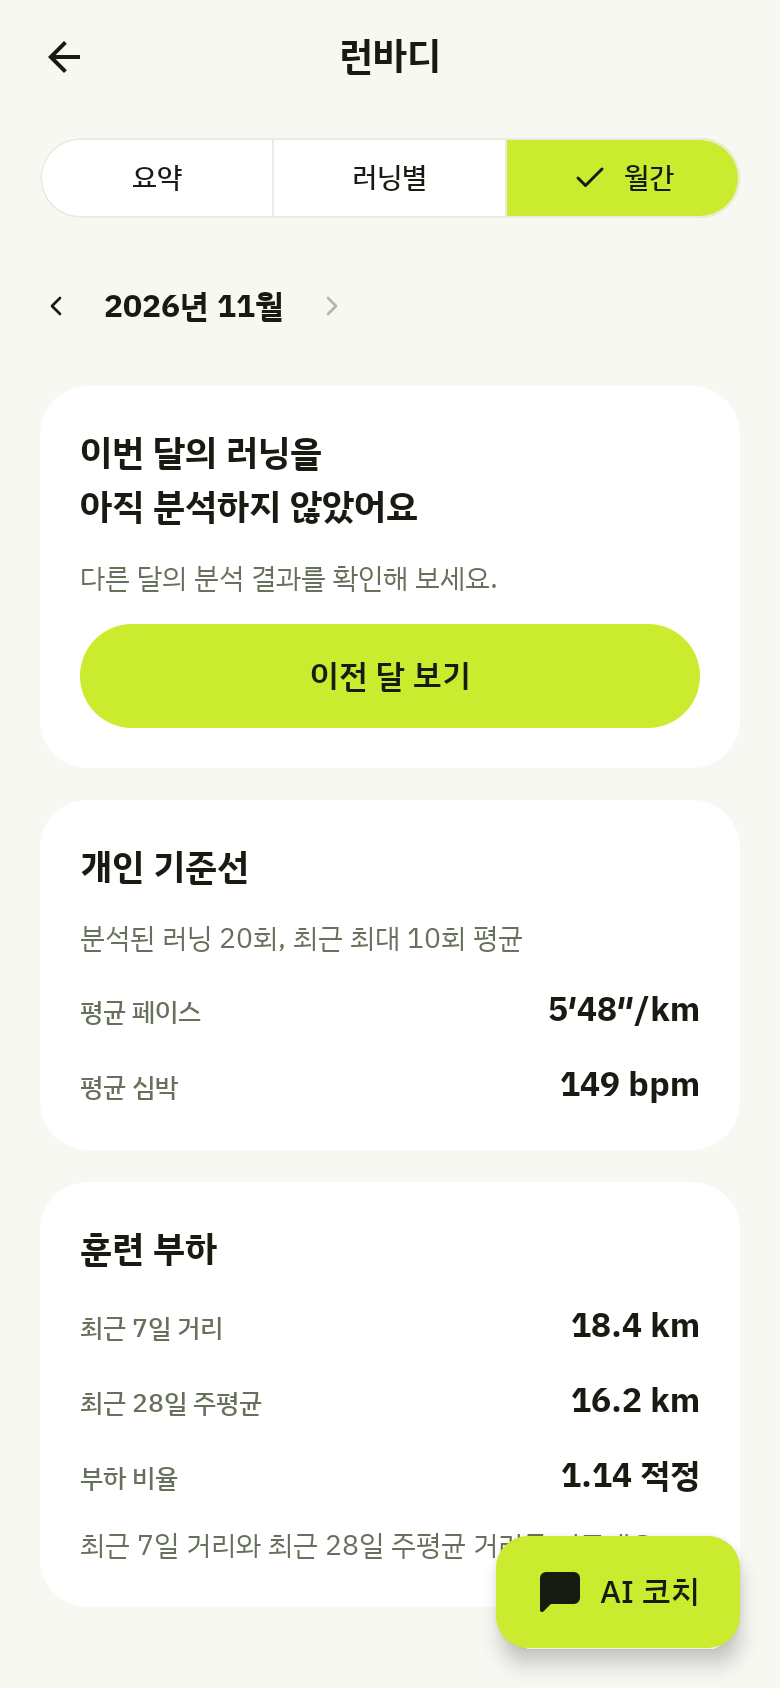 런바디
요약
러닝별
월간
2026년 11월
이번 달의 러닝을
아직 분석하지 않았어요
다른 달의 분석 결과를 확인해 보세요.
이전 달 보기
개인 기준선
분석된 러닝 20회, 최근 최대 10회 평균
평균 페이스 5′48″/km
평균 심박 149 bpm
훈련 부하
최근 7일 거리 18.4 km
최근 28일 주평균 16.2 km
부하 비율 1.14 적정
최근 7일 거리와 최근 28일 주평균
AI 코치